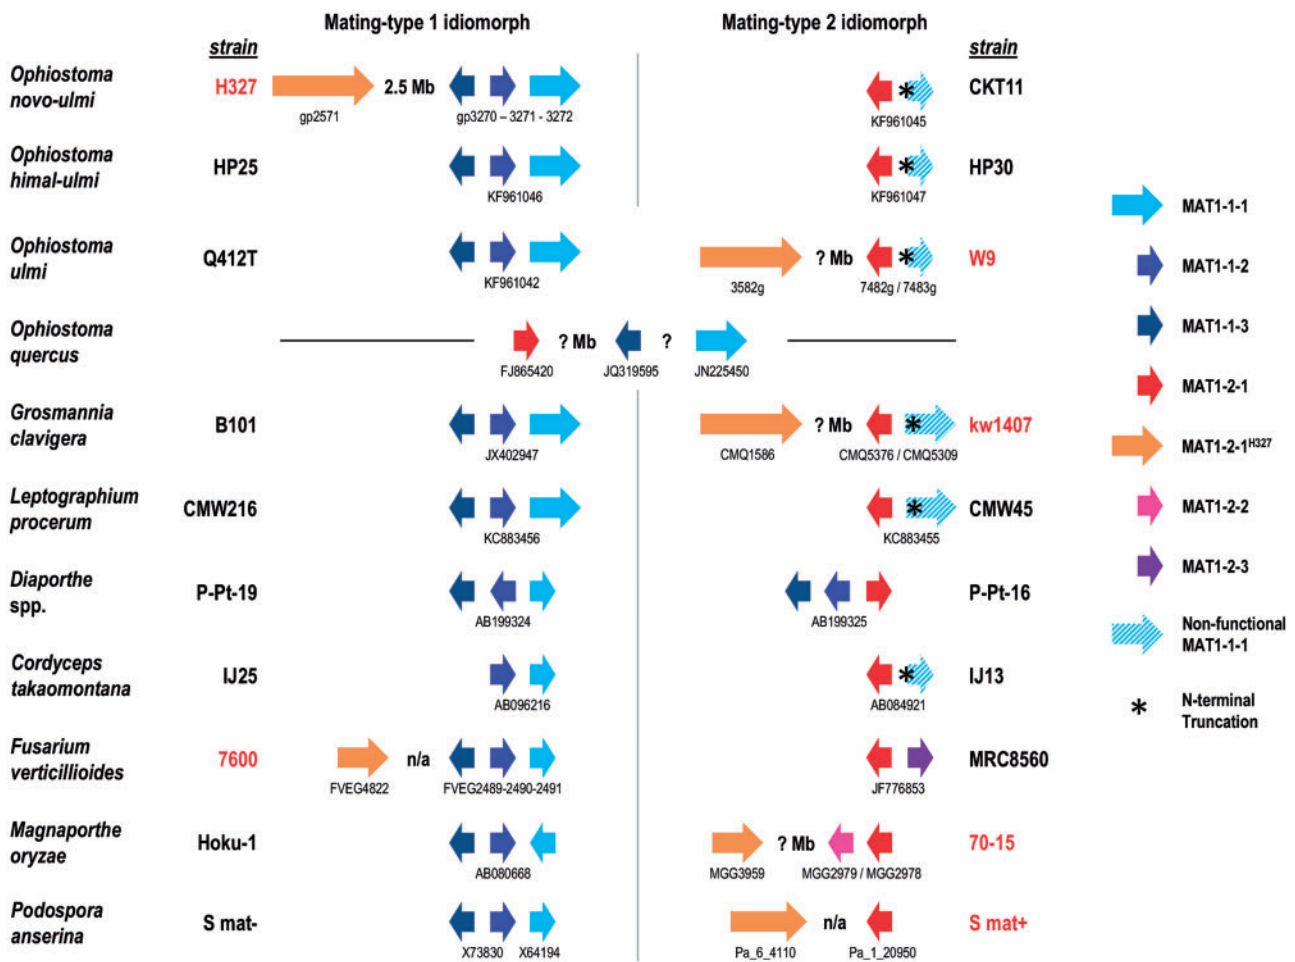 Mating-type 1 idiomorph
Mating-type 2 idiomorph
strain
strain
Ophiostoma
novo-ulmi
H327
2.5 Mb
gp2571
gp3270 – 3271 - 3272
*
KF961045
CKT11
Ophiostoma
himal-ulmi
HP25
KF961046
*
KF961047
HP30
Ophiostoma
ulmi
Q412T
KF961042
? Mb
*
3582g
7482g / 7483g
W9
Ophiostoma
quercus
? Mb
?
FJ865420
JQ319595
JN225450
Grosmannia
clavigera
B101
JX402947
? Mb
*
CMQ1586
CMQ5376 / CMQ5309
kw1407
Leptographium
procerum
CMW216
KC883456
*
KC883455
CMW45
Diaporthe
spp.
P-Pt-19
AB199324
AB199325
P-Pt-16
Cordyceps
takaomontana
IJ25
AB096216
*
AB084921
IJ13
Fusarium
verticillioides
7600
n/a
FVEG4822
FVEG2489-2490-2491
JF776853
MRC8560
Magnaporthe
oryzae
Hoku-1
AB080668
? Mb
MGG3959
MGG2979 / MGG2978
70-15
Podospora
anserina
S mat-
X73830
X64194
n/a
Pa_6_4110
Pa_1_20950
S mat+
MAT1-1-1
MAT1-1-2
MAT1-1-3
MAT1-2-1
MAT1-2-1H327
MAT1-2-2
MAT1-2-3
Non-functional
MAT1-1-1
*
N-terminal
Truncation